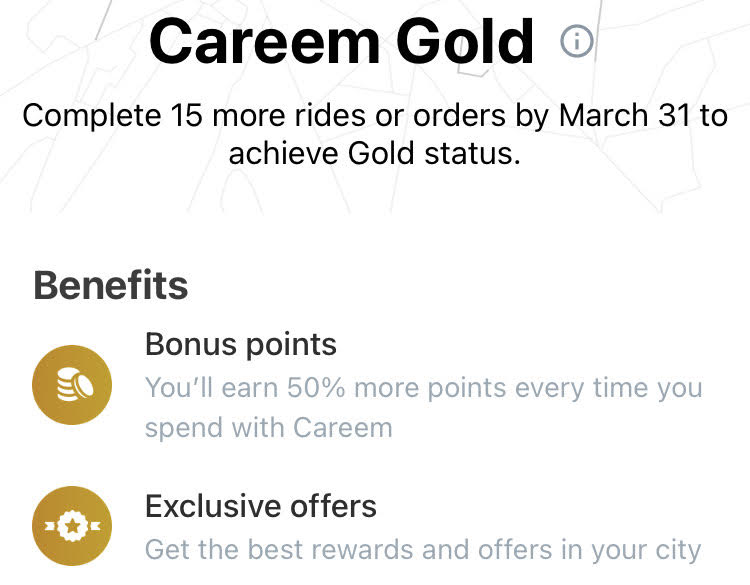 Careem Gold
Complete 15 more rides or orders by March 31 to
achieve Gold status.
Benefits
Bonus points
You’ll earn 50% more points every time you
spend with Careem
Exclusive offers
Get the best rewards and offers in your city